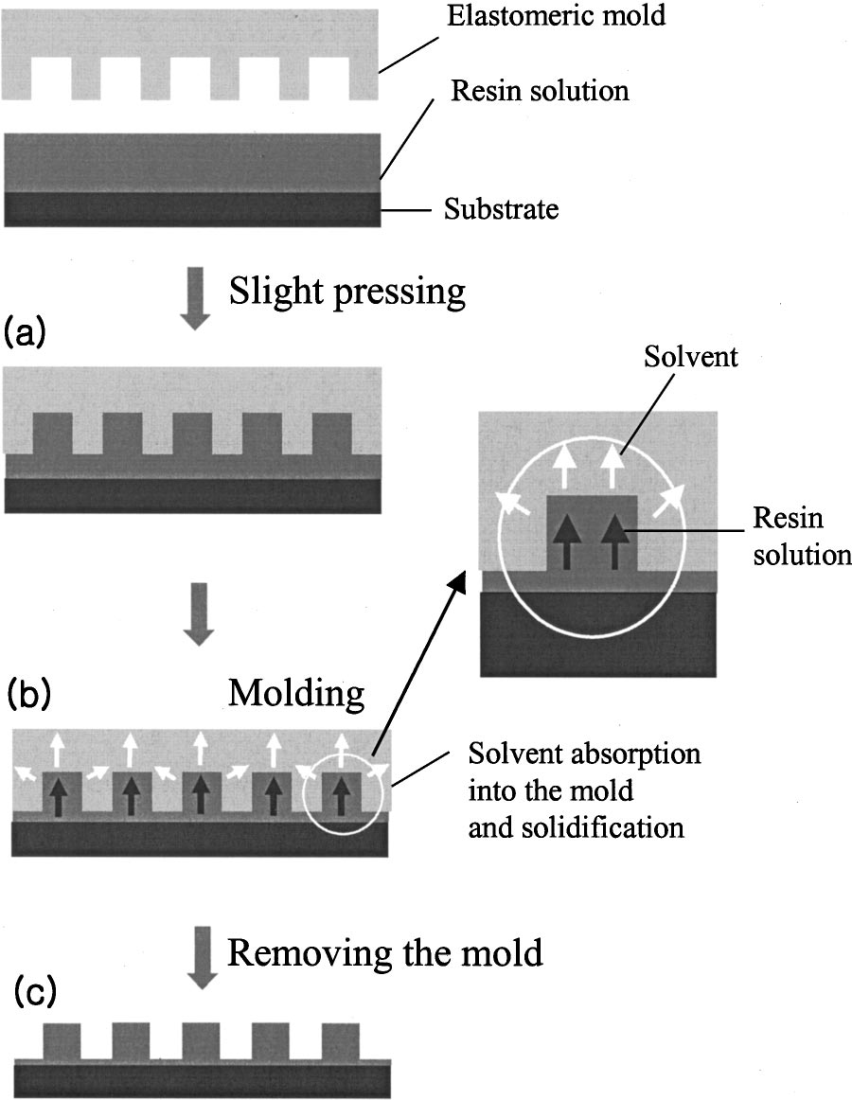 Elastomeric mold
Resin solution
Substrate
Slight pressing
(a)
Solvent
Resin
solution
(b)
Molding
Solvent absorption
into the mold
and solidification
Removing the mold
(c)